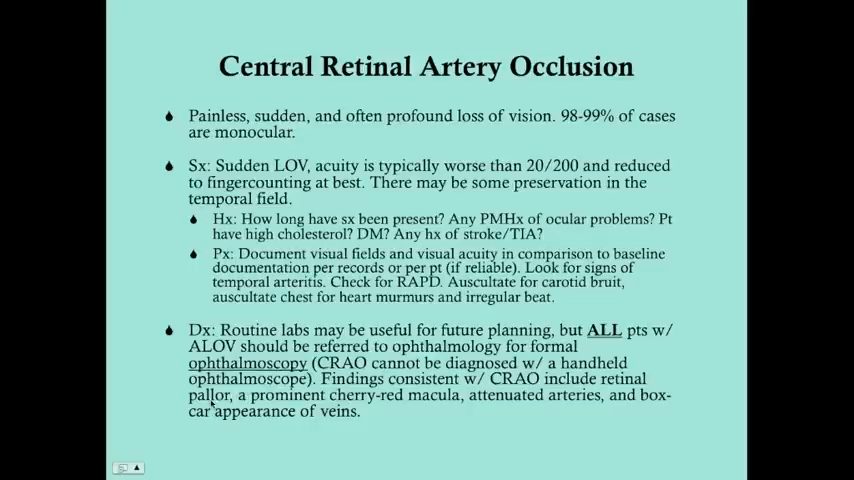 Central Retinal Artery Occlusion
Painless, sudden, and often profound loss of vision. 98-99% of cases
are monocular.
Sx: Sudden LOV, acuity is typically worse than 20/200 and reduced
to fingercounting at best. There may be some preservation in the
temporal field.
Hx: How long have sx been present? Any PMHx of ocular problems? Pt
have high cholesterol? DM? Any hx of stroke/TIA?
Px: Document visual fields and visual acuity in comparison to baseline
documentation per records or per pt (if reliable). Look for signs of
temporal arteritis. Check for RAPD. Auscultate for carotid bruit,
auscultate chest for heart murmurs and irregular beat.
Dx: Routine labs may be useful for future planning, but ALL pts w/
ALOV should be referred to ophthalmology for formal
ophthalmoscopy (CRAO cannot be diagnosed w/ a handheld
ophthalmoscope). Findings consistent w/ CRAO include retinal
pallor, a prominent cherry-red macula, attenuated arteries, and box-
car appearance of veins.